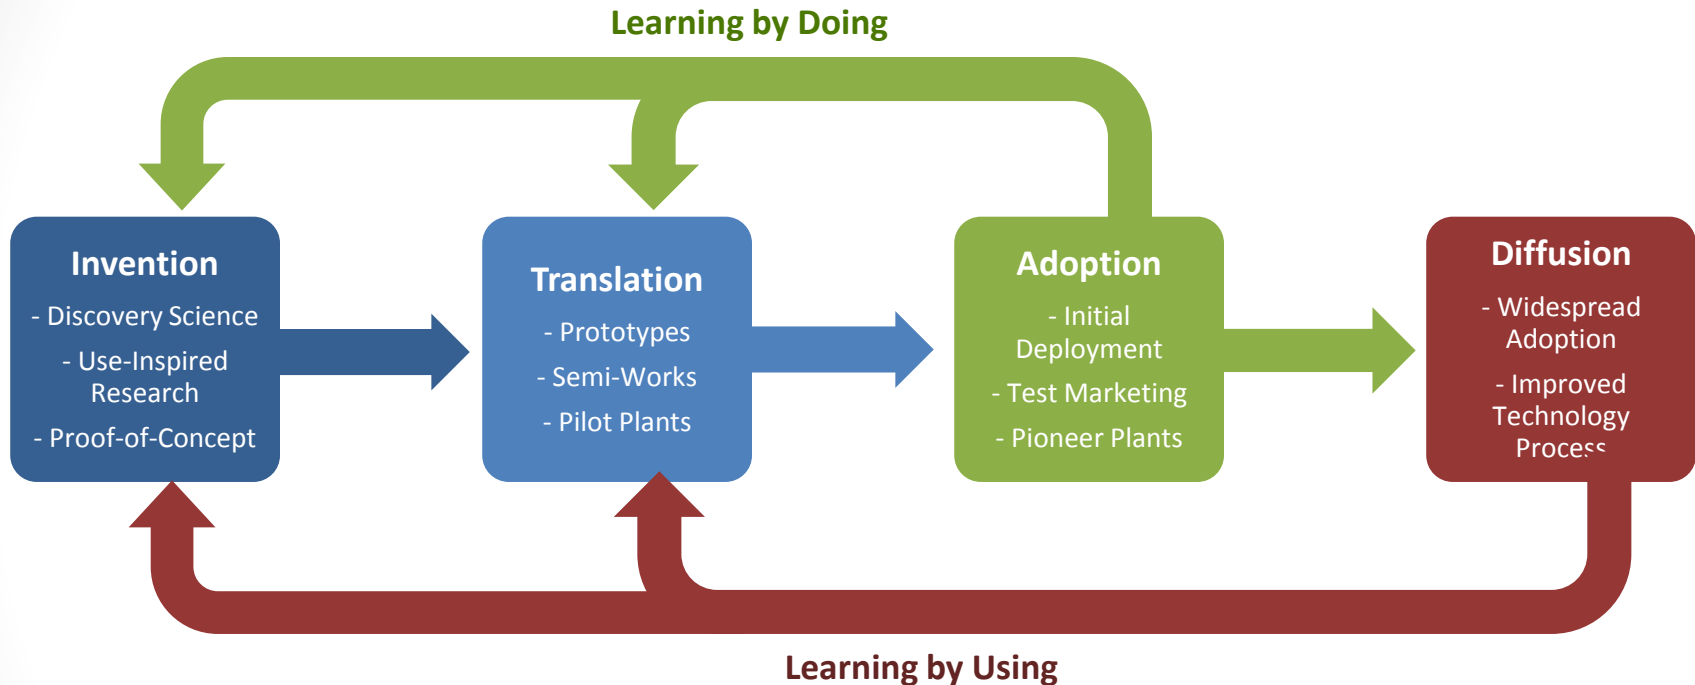 Learning by Doing
Invention
- Discovery Science
- Use-Inspired
Research
- Proof-of-Concept
Translation
- Prototypes
- Semi-Works
- Pilot Plants
Adoption
- Initial
Deployment
- Test Marketing
- Pioneer Plants
Diffusion
- Widespread
Adoption
- Improved
Technology
Process
Learning by Using